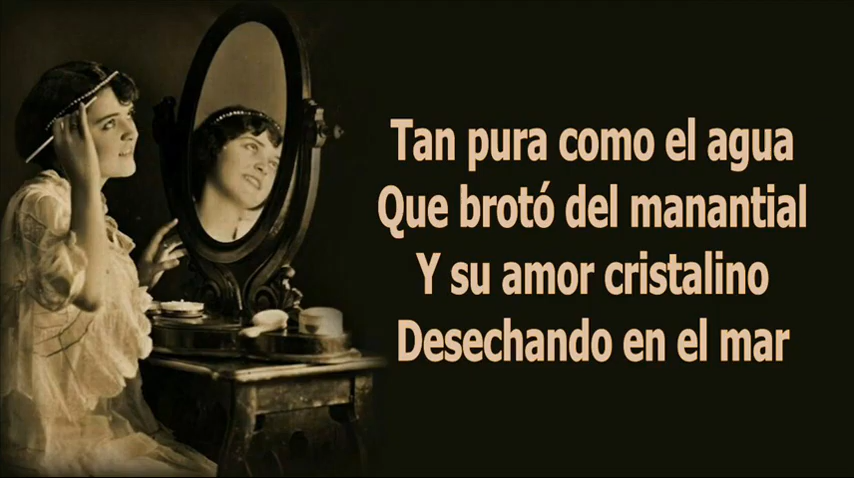 Tan pura como el agua
Que brotó del manantial
Y su amor cristalino
Desechando en el mar